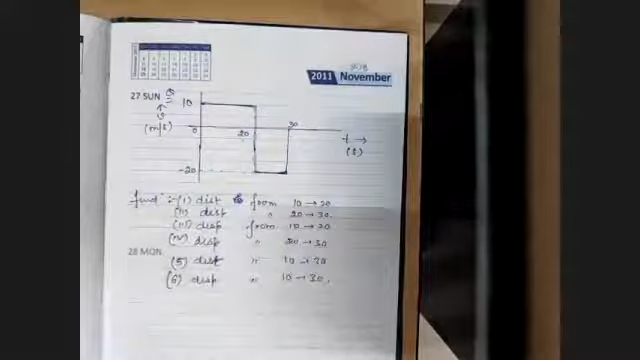 2011 November
27 SUN
10
(m/s)
0
20
30
t →
(s)
-20
find :- (i) dist from 10 → 20
(ii) disp " 20 → 30
(iii) disp from 10 → 20
(iv) disp " 20 → 30
28 MON
(5) dist " 10 → 30
(6) disp " 10 → 30